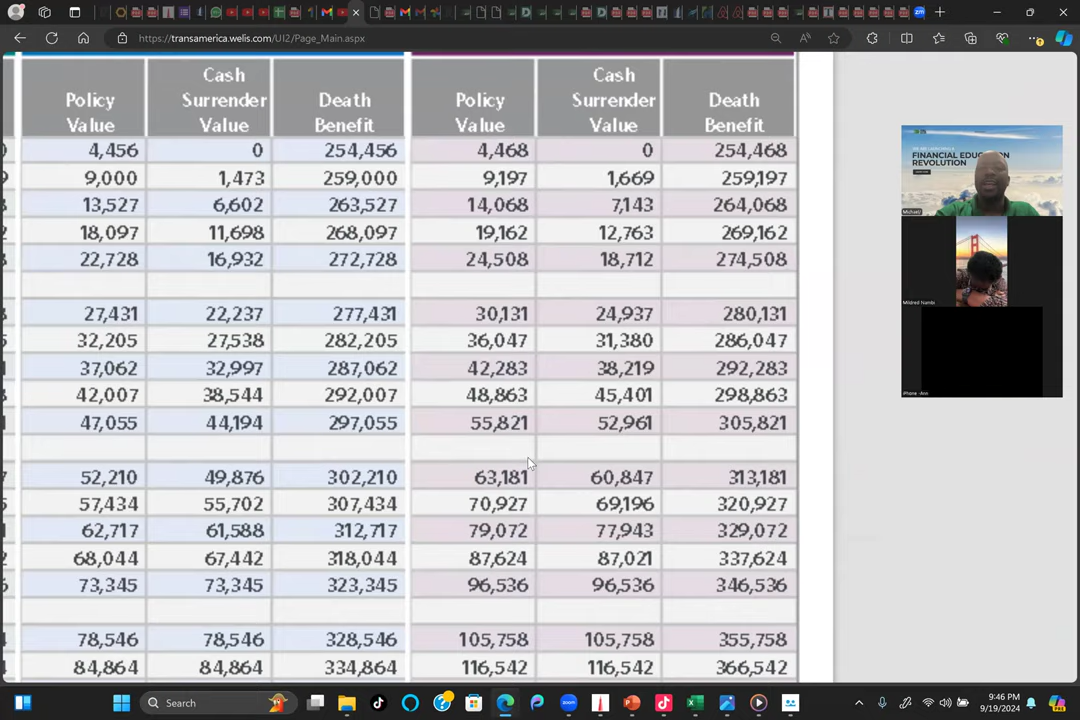 https://transamerica.welis.com/UI2/Page_Main.aspx
Policy Value Cash Surrender Value Death Benefit Policy Value Cash Surrender Value Death Benefit
4,456 0 254,456 4,468 0 254,468
9,000 1,473 259,000 9,197 1,669 259,197
13,527 6,602 263,527 14,068 7,143 264,068
18,097 11,698 268,097 19,162 12,763 269,162
22,728 16,932 272,728 24,508 18,712 274,508
27,431 22,237 277,431 30,131 24,937 280,131
32,205 27,538 282,205 36,047 31,380 286,047
37,062 32,997 287,062 42,283 38,219 292,283
42,007 38,544 292,007 48,863 45,401 298,863
47,055 44,194 297,055 55,821 52,961 305,821
52,210 49,876 302,210 63,181 60,847 313,181
57,434 55,702 307,434 70,927 69,196 320,927
62,717 61,588 312,717 79,072 77,943 329,072
68,044 67,442 318,044 87,624 87,021 337,624
73,345 73,345 323,345 96,536 96,536 346,536
78,546 78,546 328,546 105,758 105,758 355,758
84,864 84,864 334,864 116,542 116,542 366,542
FINANCIAL EDUCATION
REVOLUTION
Mildred Nambi
iPhone -Ann
Search
9:46 PM
9/19/2024